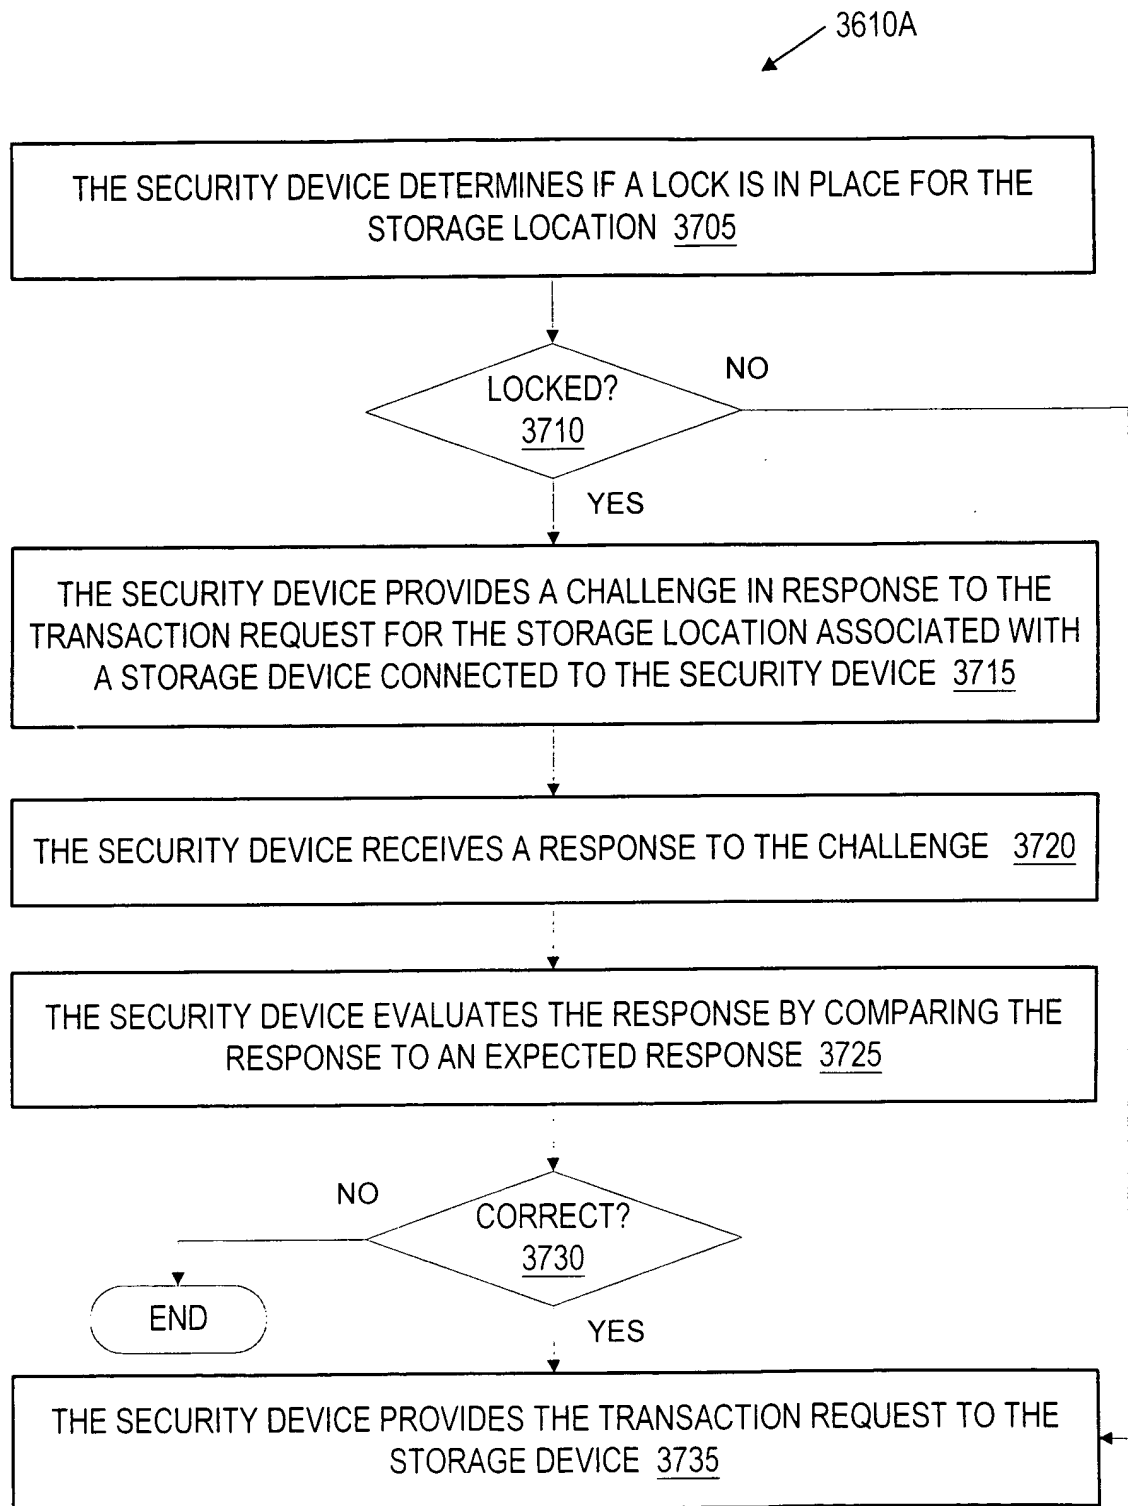 3610A
THE SECURITY DEVICE DETERMINES IF A LOCK IS IN PLACE FOR THE
STORAGE LOCATION 3705
LOCKED?
3710
NO
YES
THE SECURITY DEVICE PROVIDES A CHALLENGE IN RESPONSE TO THE
TRANSACTION REQUEST FOR THE STORAGE LOCATION ASSOCIATED WITH
A STORAGE DEVICE CONNECTED TO THE SECURITY DEVICE 3715
THE SECURITY DEVICE RECEIVES A RESPONSE TO THE CHALLENGE 3720
THE SECURITY DEVICE EVALUATES THE RESPONSE BY COMPARING THE
RESPONSE TO AN EXPECTED RESPONSE 3725
NO
CORRECT?
3730
END
YES
THE SECURITY DEVICE PROVIDES THE TRANSACTION REQUEST TO THE
STORAGE DEVICE 3735